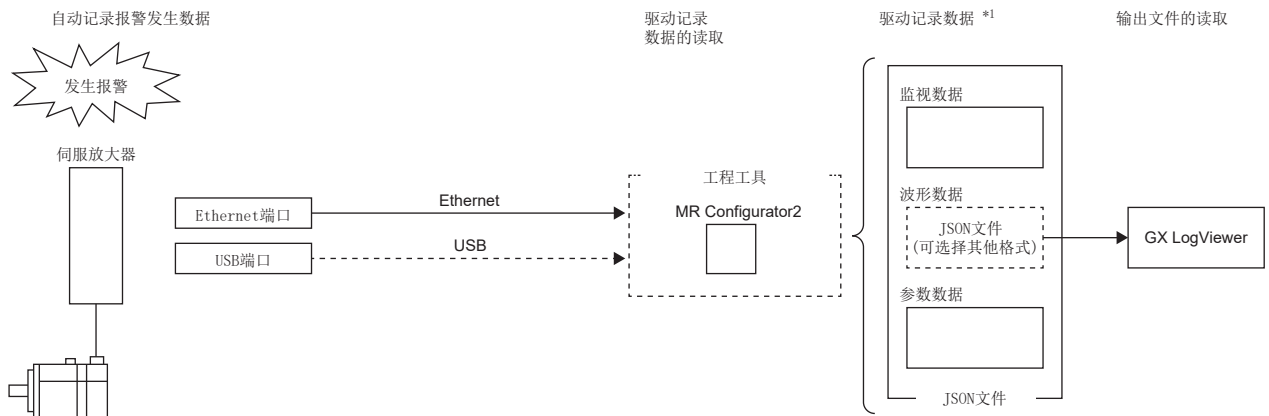 自动记录报警发生数据
驱动记录
数据的读取
驱动记录数据 *1
输出文件的读取
发生报警
伺服放大器
Ethernet端口
USB端口
Ethernet
USB
工程工具
MR Configurator2
监视数据
波形数据
JSON文件
(可选择其他格式)
参数数据
JSON文件
GX LogViewer